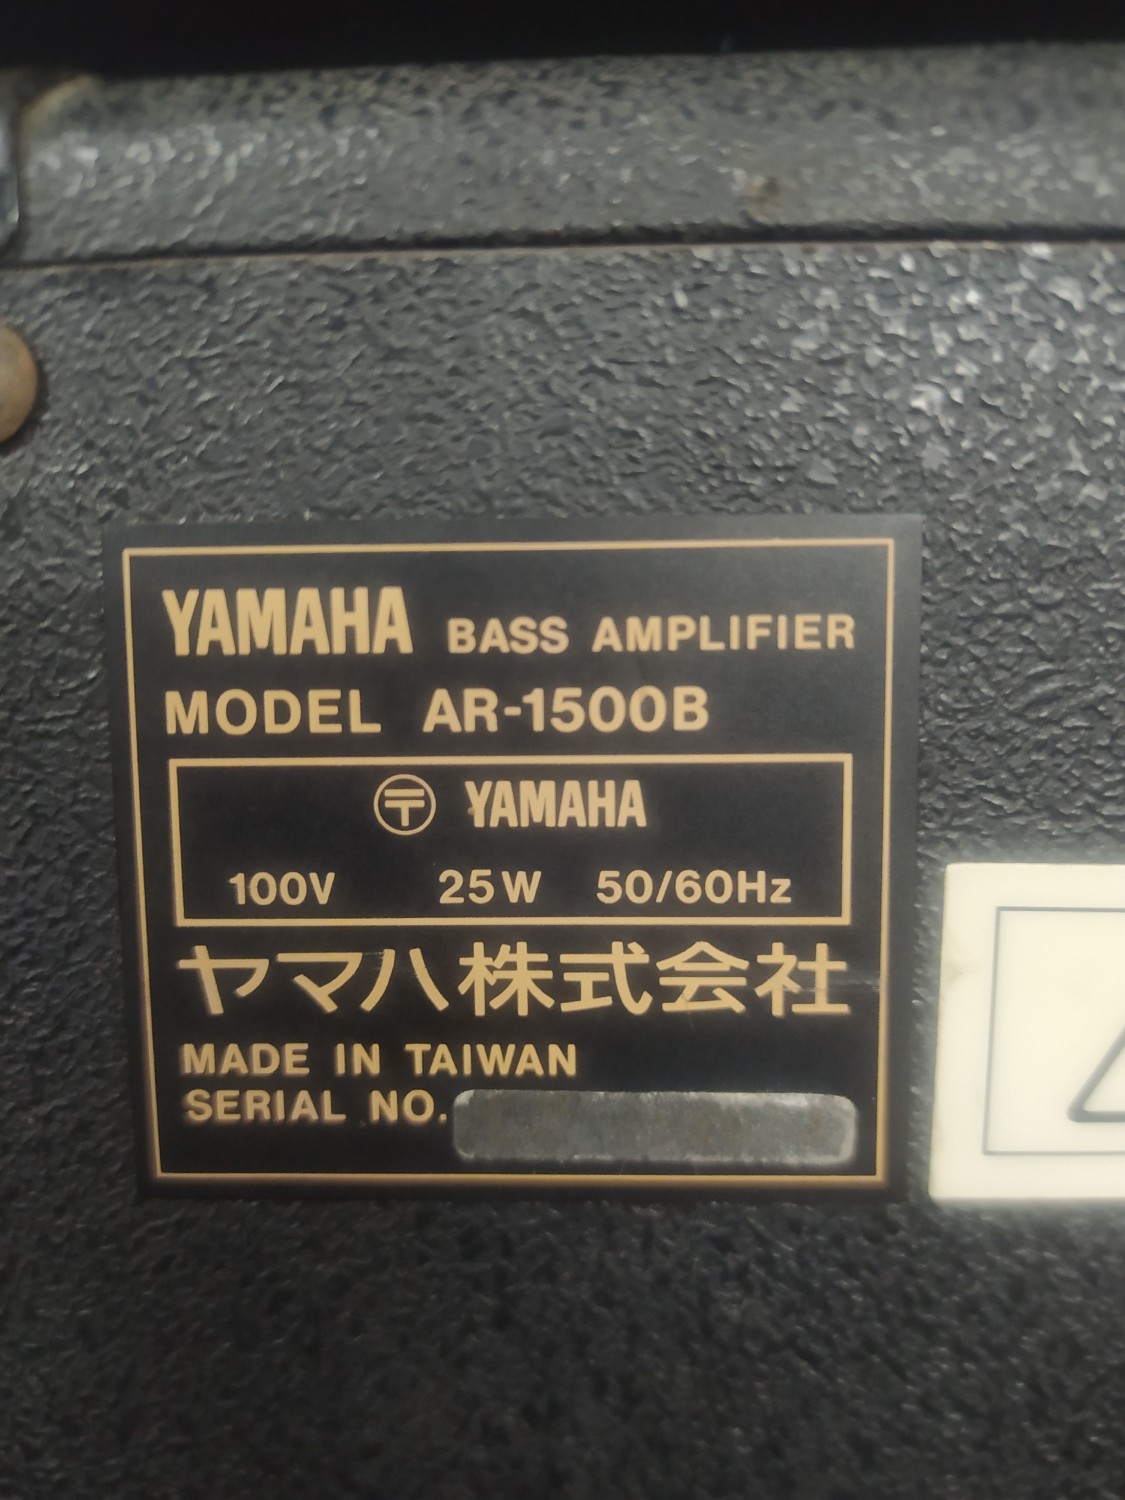 YAMAHA BASS AMPLIFIER
MODEL AR-1500B
〒 YAMAHA
100V 25W 50/60Hz
ヤマハ株式会社
MADE IN TAIWAN
SERIAL NO.